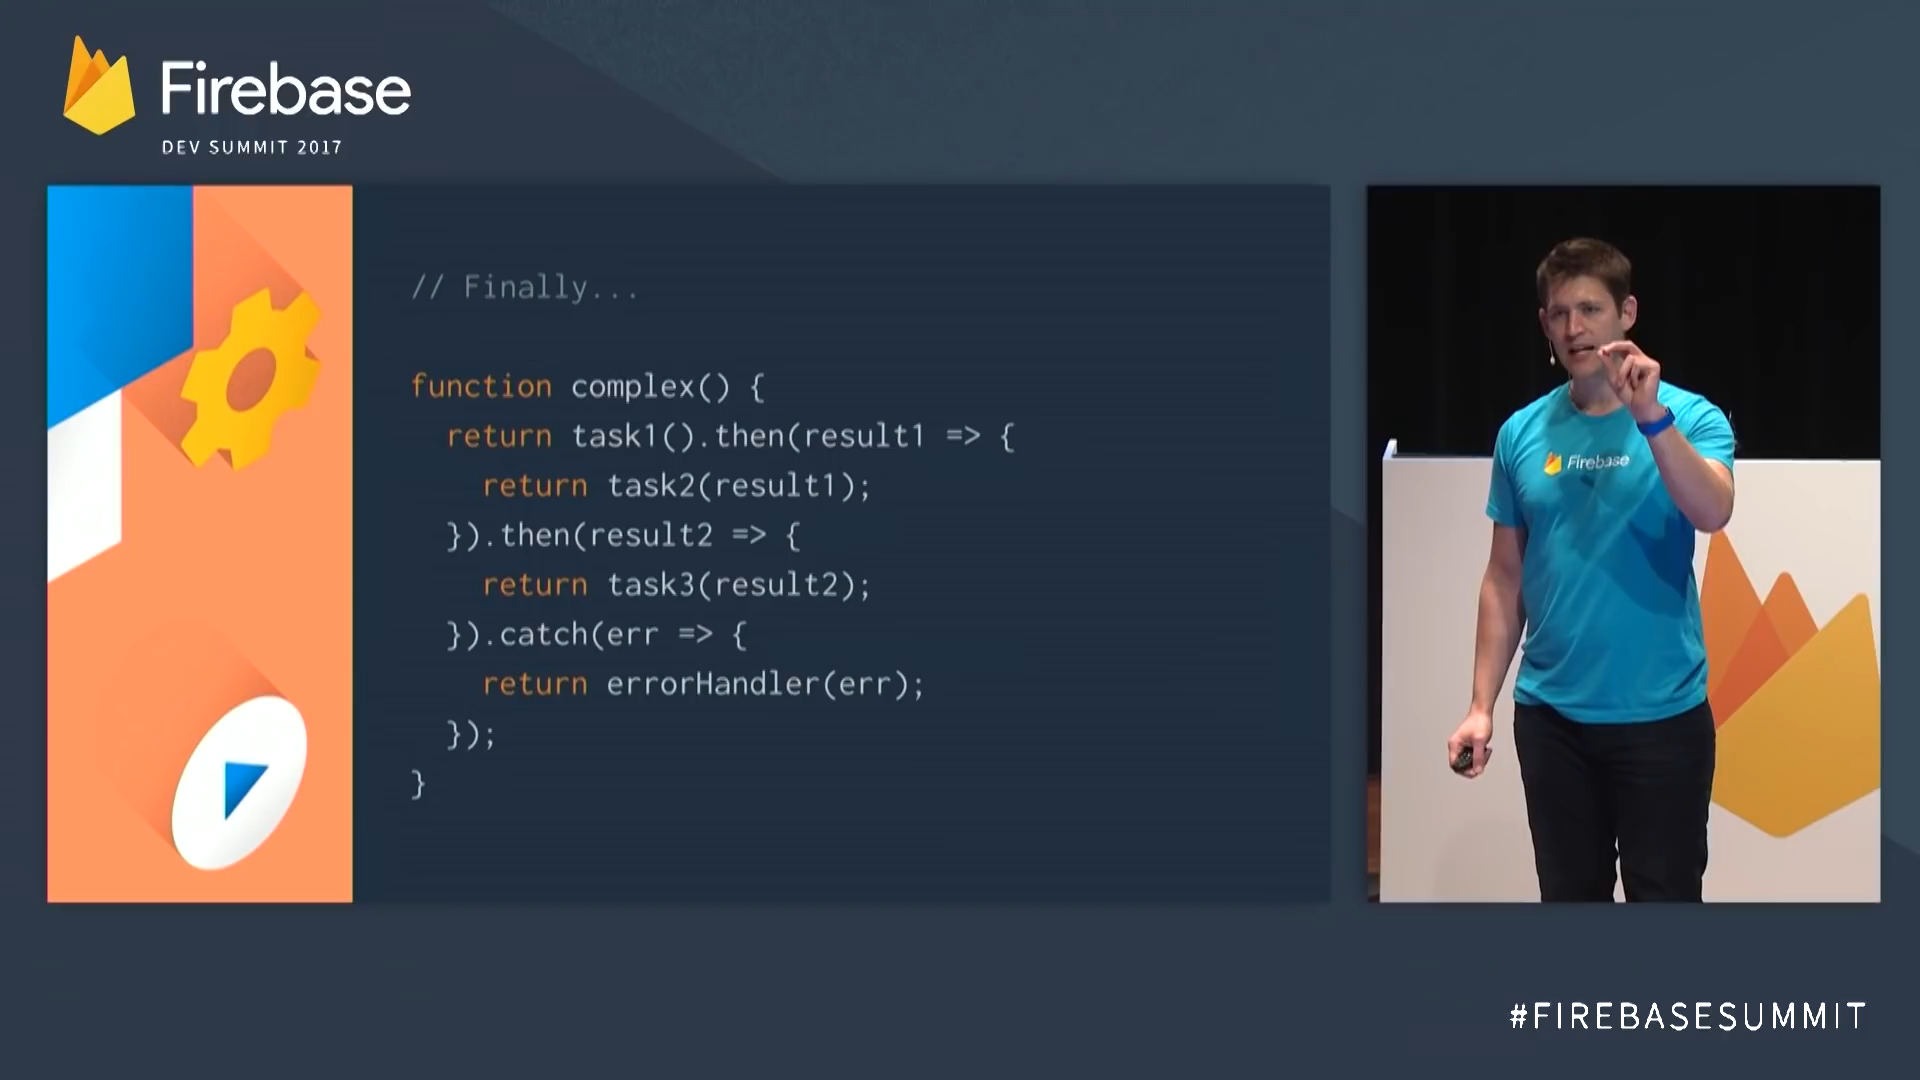 Firebase
DEV SUMMIT 2017
// Finally...
function complex() {
return task1().then(result1 => {
return task2(result1);
}).then(result2 => {
return task3(result2);
}).catch(err => {
return errorHandler(err);
});
}
Firebase
#FIREBASESUMMIT